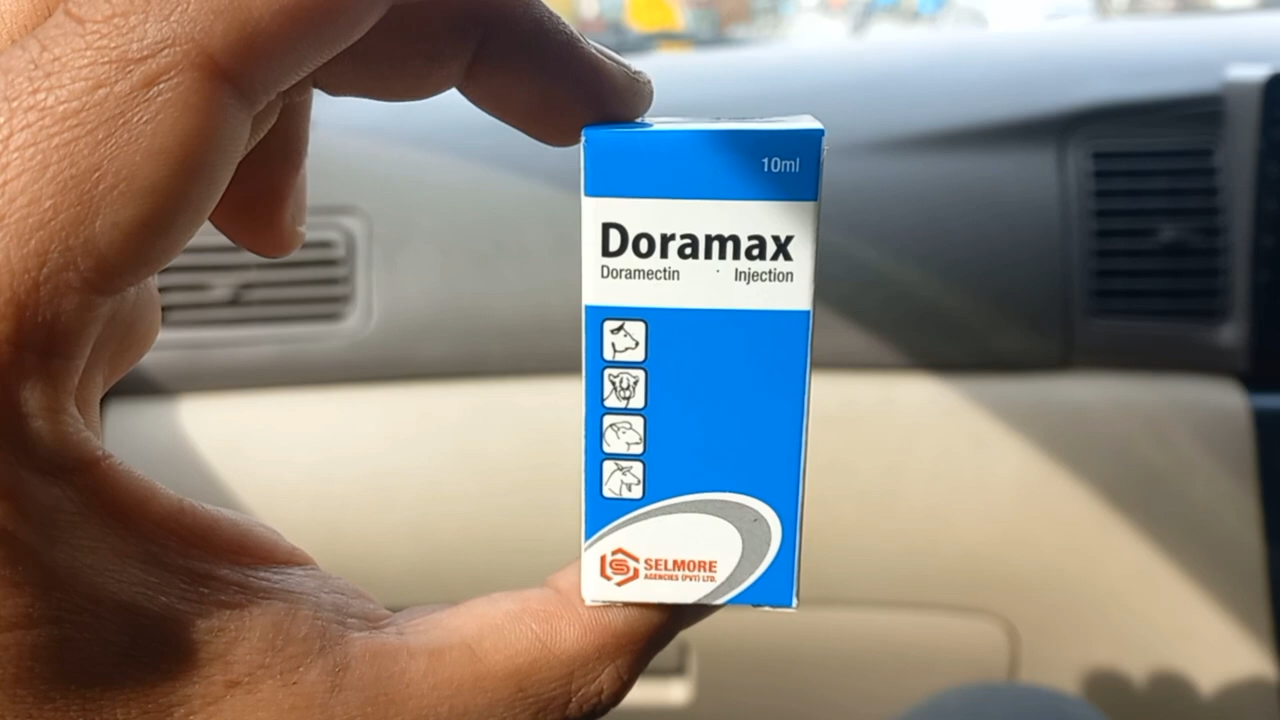 10ml
Doramax
Doramectin Injection
SELMORE
AGENCIES (PVT) LTD.